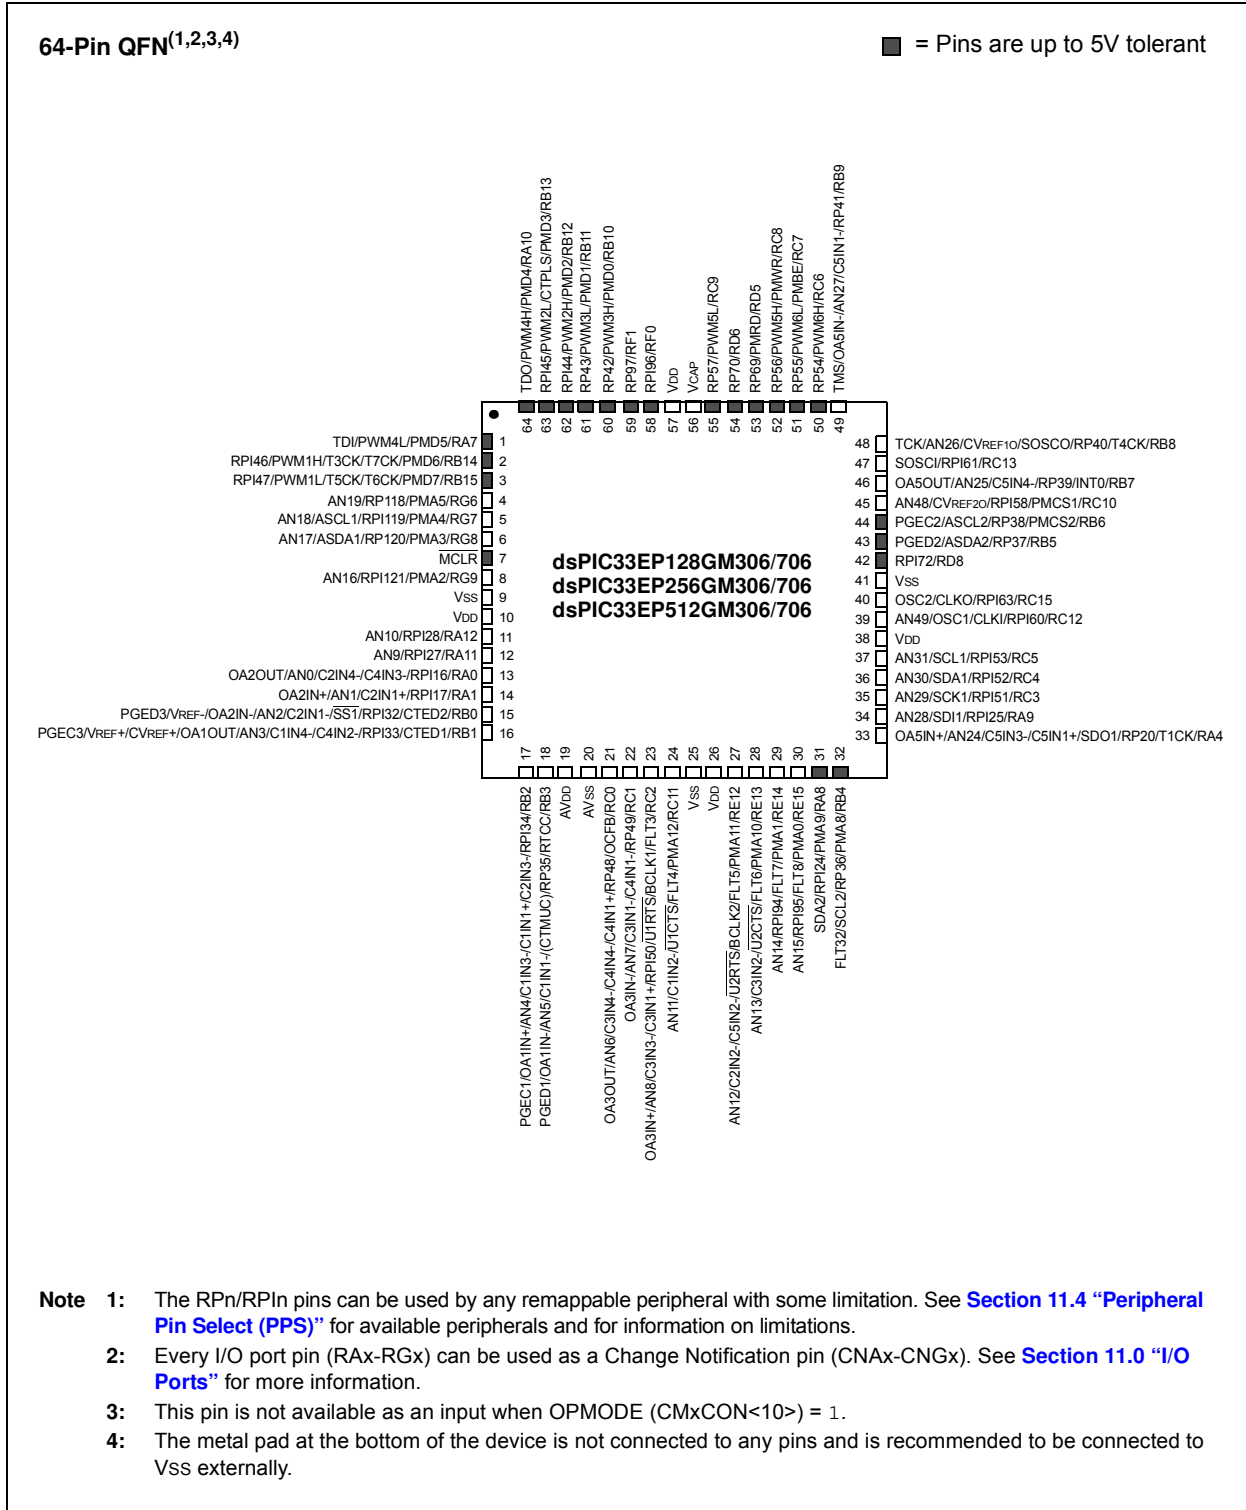 64-Pin QFN(1,2,3,4)
= Pins are up to 5V tolerant
TDO/PWM4H/PMD4/RA10
RPI45/PWM2L/CTPLS/PMD3/RB13
RPI44/PWM2H/PMD2/RB12
RP43/PWM3L/PMD1/RB11
RP42/PWM3H/PMD0/RB10
RP97/RF1
RPI96/RF0
VDD
VCAP
RP57/PWM5L/RC9
RP70/RD6
RP69/PMRD/RD5
RP56/PWM5H/PMWR/RC8
RP55/PWM6L/PMBE/RC7
RP54/PWM6H/RC6
TMS/OA5IN-/AN27/C5IN1-/RP41/RB9
64 63 62 61 60 59 58 57 56 55 54 53 52 51 50 49
TDI/PWM4L/PMD5/RA7 1
RPI46/PWM1H/T3CK/T7CK/PMD6/RB14 2
RPI47/PWM1L/T5CK/T6CK/PMD7/RB15 3
AN19/RP118/PMA5/RG6 4
AN18/ASCL1/RPI119/PMA4/RG7 5
AN17/ASDA1/RP120/PMA3/RG8 6
MCLR 7
AN16/RPI121/PMA2/RG9 8
VSS 9
VDD 10
AN10/RPI28/RA12 11
AN9/RPI27/RA11 12
OA2OUT/AN0/C2IN4-/C4IN3-/RPI16/RA0 13
OA2IN+/AN1/C2IN1+/RPI17/RA1 14
PGED3/VREF-/OA2IN-/AN2/C2IN1-/SS1/RPI32/CTED2/RB0 15
PGEC3/VREF+/CVREF+/OA1OUT/AN3/C1IN4-/C4IN2-/RPI33/CTED1/RB1 16
dsPIC33EP128GM306/706
dsPIC33EP256GM306/706
dsPIC33EP512GM306/706
48 TCK/AN26/CVREF1O/SOSCO/RP40/T4CK/RB8
47 SOSCI/RPI61/RC13
46 OA5OUT/AN25/C5IN4-/RP39/INT0/RB7
45 AN48/CVREF2O/RPI58/PMCS1/RC10
44 PGEC2/ASCL2/RP38/PMCS2/RB6
43 PGED2/ASDA2/RP37/RB5
42 RPI72/RD8
41 VSS
40 OSC2/CLKO/RPI63/RC15
39 AN49/OSC1/CLKI/RPI60/RC12
38 VDD
37 AN31/SCL1/RPI53/RC5
36 AN30/SDA1/RPI52/RC4
35 AN29/SCK1/RPI51/RC3
34 AN28/SDI1/RPI25/RA9
33 OA5IN+/AN24/C5IN3-/C5IN1+/SDO1/RP20/T1CK/RA4
17 18 19 20 21 22 23 24 25 26 27 28 29 30 31 32
PGEC1/OA1IN+/AN4/C1IN3-/C1IN1+/C2IN3-/RPI34/RB2
PGED1/OA1IN-/AN5/C1IN1-/(CTMUC)/RP35/RTCC/RB3
AVDD
AVSS
OA3OUT/AN6/C3IN4-/C4IN4-/C4IN1+/RP48/OCFB/RC0
OA3IN-/AN7/C3IN1-/C4IN1-/RP49/RC1
OA3IN+/AN8/C3IN3-/C3IN1+/RPI50/U1RTS/BCLK1/FLT3/RC2
AN11/C1IN2-/U1CTS/FLT4/PMA12/RC11
VSS
VDD
AN12/C2IN2-/C5IN2-/U2RTS/BCLK2/FLT5/PMA11/RE12
AN13/C3IN2-/U2CTS/FLT6/PMA10/RE13
AN14/RPI94/FLT7/PMA1/RE14
AN15/RPI95/FLT8/PMA0/RE15
SDA2/RPI24/PMA9/RA8
FLT32/SCL2/RP36/PMA8/RB4
Note 1: The RPn/RPIn pins can be used by any remappable peripheral with some limitation. See Section 11.4 “Peripheral
Pin Select (PPS)” for available peripherals and for information on limitations.
2: Every I/O port pin (RAx-RGx) can be used as a Change Notification pin (CNAx-CNGx). See Section 11.0 “I/O
Ports” for more information.
3: This pin is not available as an input when OPMODE (CMxCON<10>) = 1.
4: The metal pad at the bottom of the device is not connected to any pins and is recommended to be connected to
VSS externally.